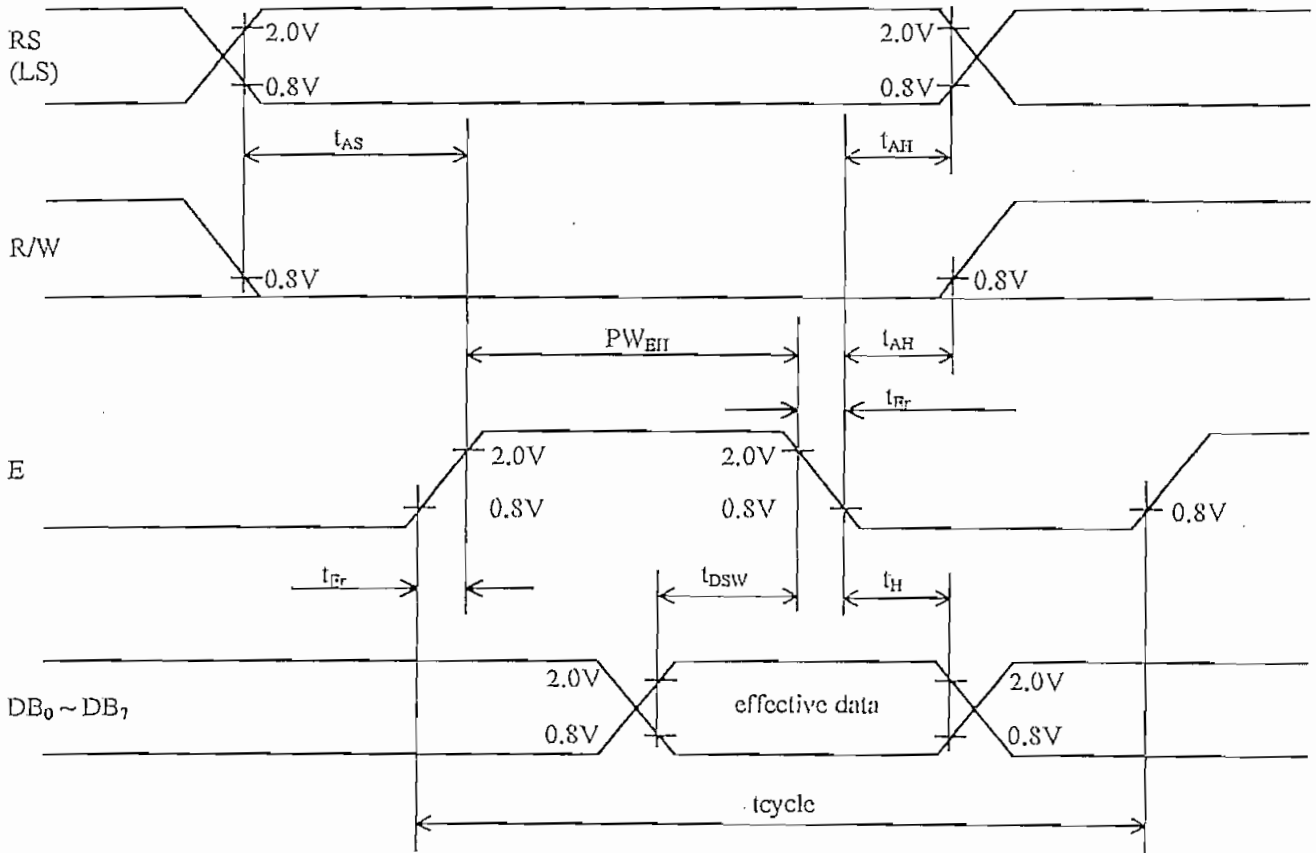 RS
(LS)
2.0V
2.0V
0.8V
0.8V
tAS
tAH
R/W
0.8V
0.8V
PWEH
tAH
tEr
E
2.0V
2.0V
0.8V
0.8V
0.8V
tEr
tDSW
tH
DB0 ~ DB7
2.0V
2.0V
effective data
0.8V
0.8V
tcycle